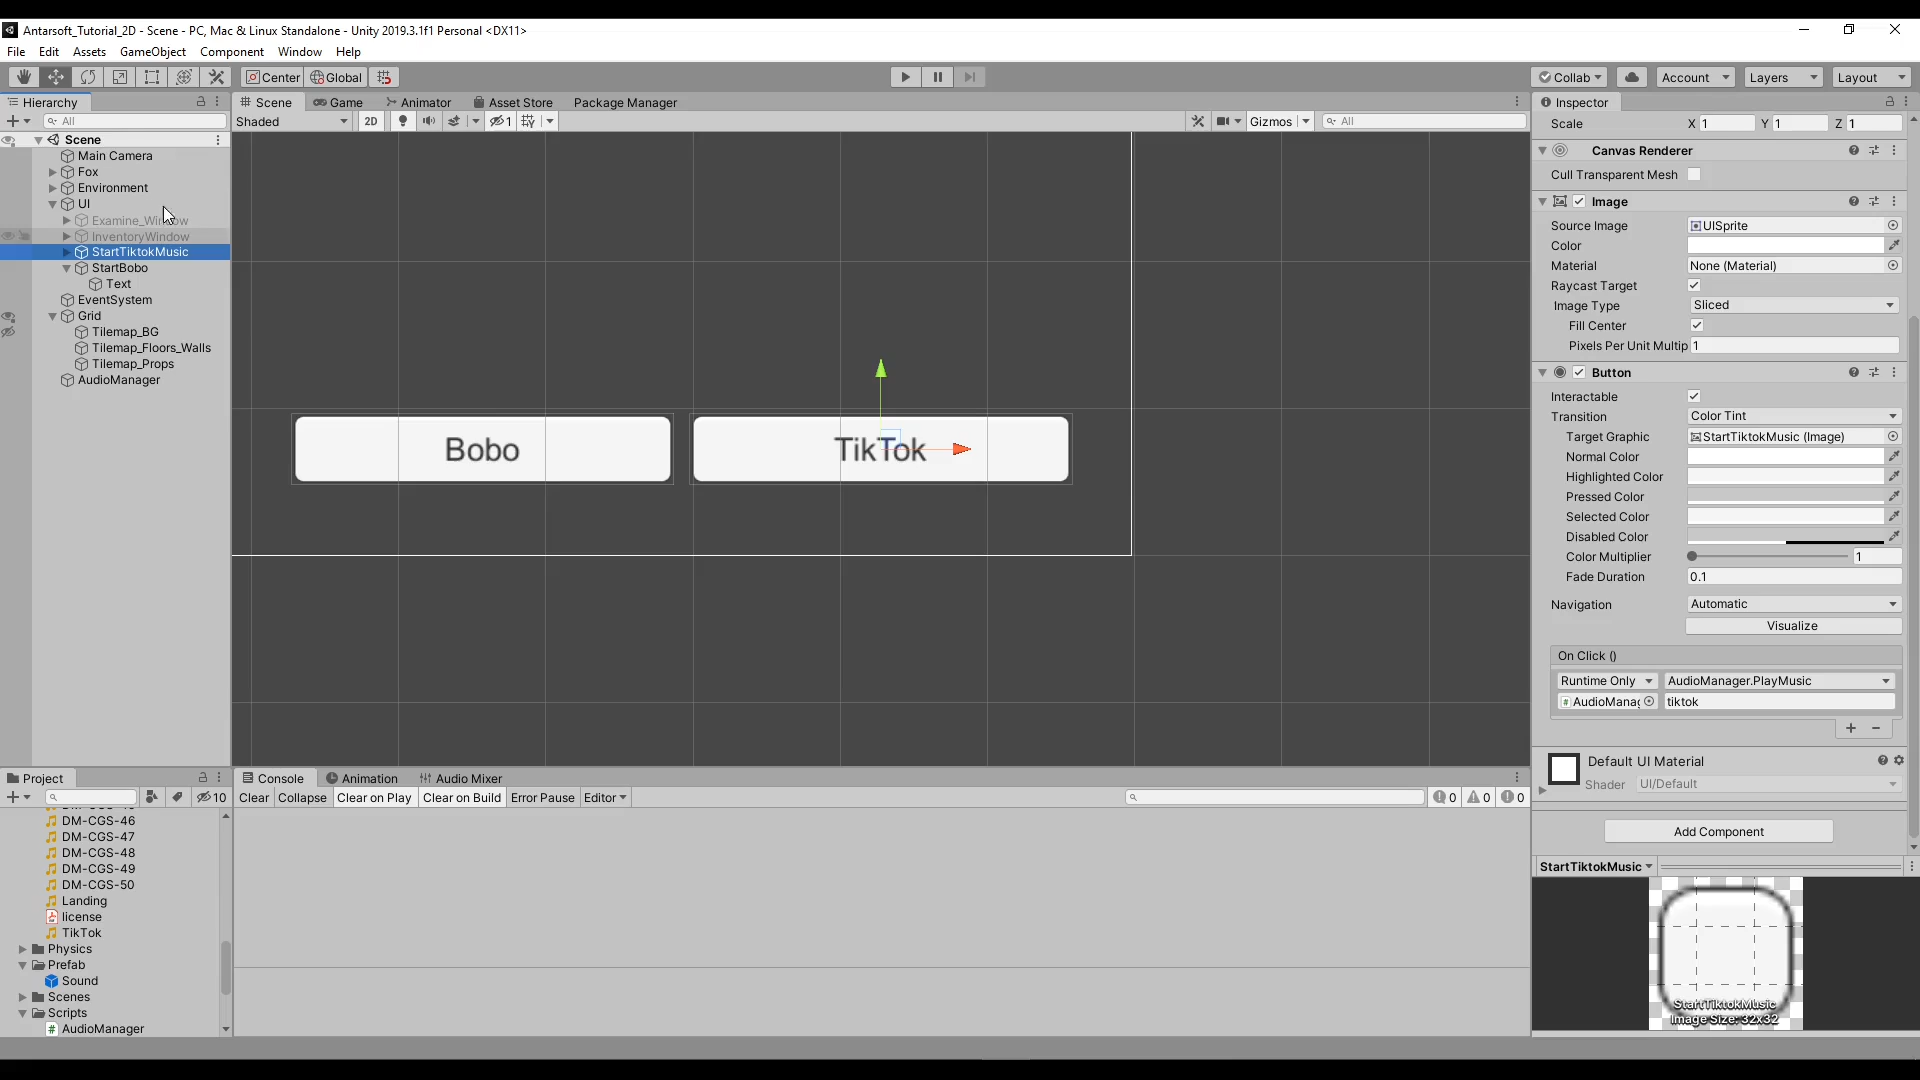 Antarsoft_Tutorial_2D - Scene - PC, Mac & Linux Standalone - Unity 2019.3.1f1 Personal <DX11>
File Edit Assets GameObject Component Window Help
Center Global Collab Account Layers Layout
Hierarchy
All
Scene
Main Camera
Fox
Environment
UI
Examine_Window
InventoryWindow
StartTiktokMusic
StartBobo
Text
EventSystem
Grid
Tilemap_BG
Tilemap_Floors_Walls
Tilemap_Props
AudioManager
Scene Game Animator Asset Store Package Manager
Shaded 2D 1 Gizmos All
Bobo
TikTok
Inspector
Scale X 1 Y 1 Z 1
Canvas Renderer
Cull Transparent Mesh
Image
Source Image UISprite
Color
Material None (Material)
Raycast Target
Image Type Sliced
Fill Center
Pixels Per Unit Multip 1
Button
Interactable
Transition Color Tint
Target Graphic StartTiktokMusic (Image)
Normal Color
Highlighted Color
Pressed Color
Selected Color
Disabled Color
Color Multiplier 1
Fade Duration 0.1
Navigation Automatic
Visualize
On Click ()
Runtime Only AudioManager.PlayMusic
AudioManag tiktok
Default UI Material
Shader UI/Default
Add Component
StartTiktokMusic
StartTiktokMusic
Image Size: 32x32
Project
10
DM-CGS-46
DM-CGS-47
DM-CGS-48
DM-CGS-49
DM-CGS-50
Landing
license
TikTok
Physics
Prefab
Sound
Scenes
Scripts
AudioManager
Console Animation Audio Mixer
Clear Collapse Clear on Play Clear on Build Error Pause Editor 0 0 0